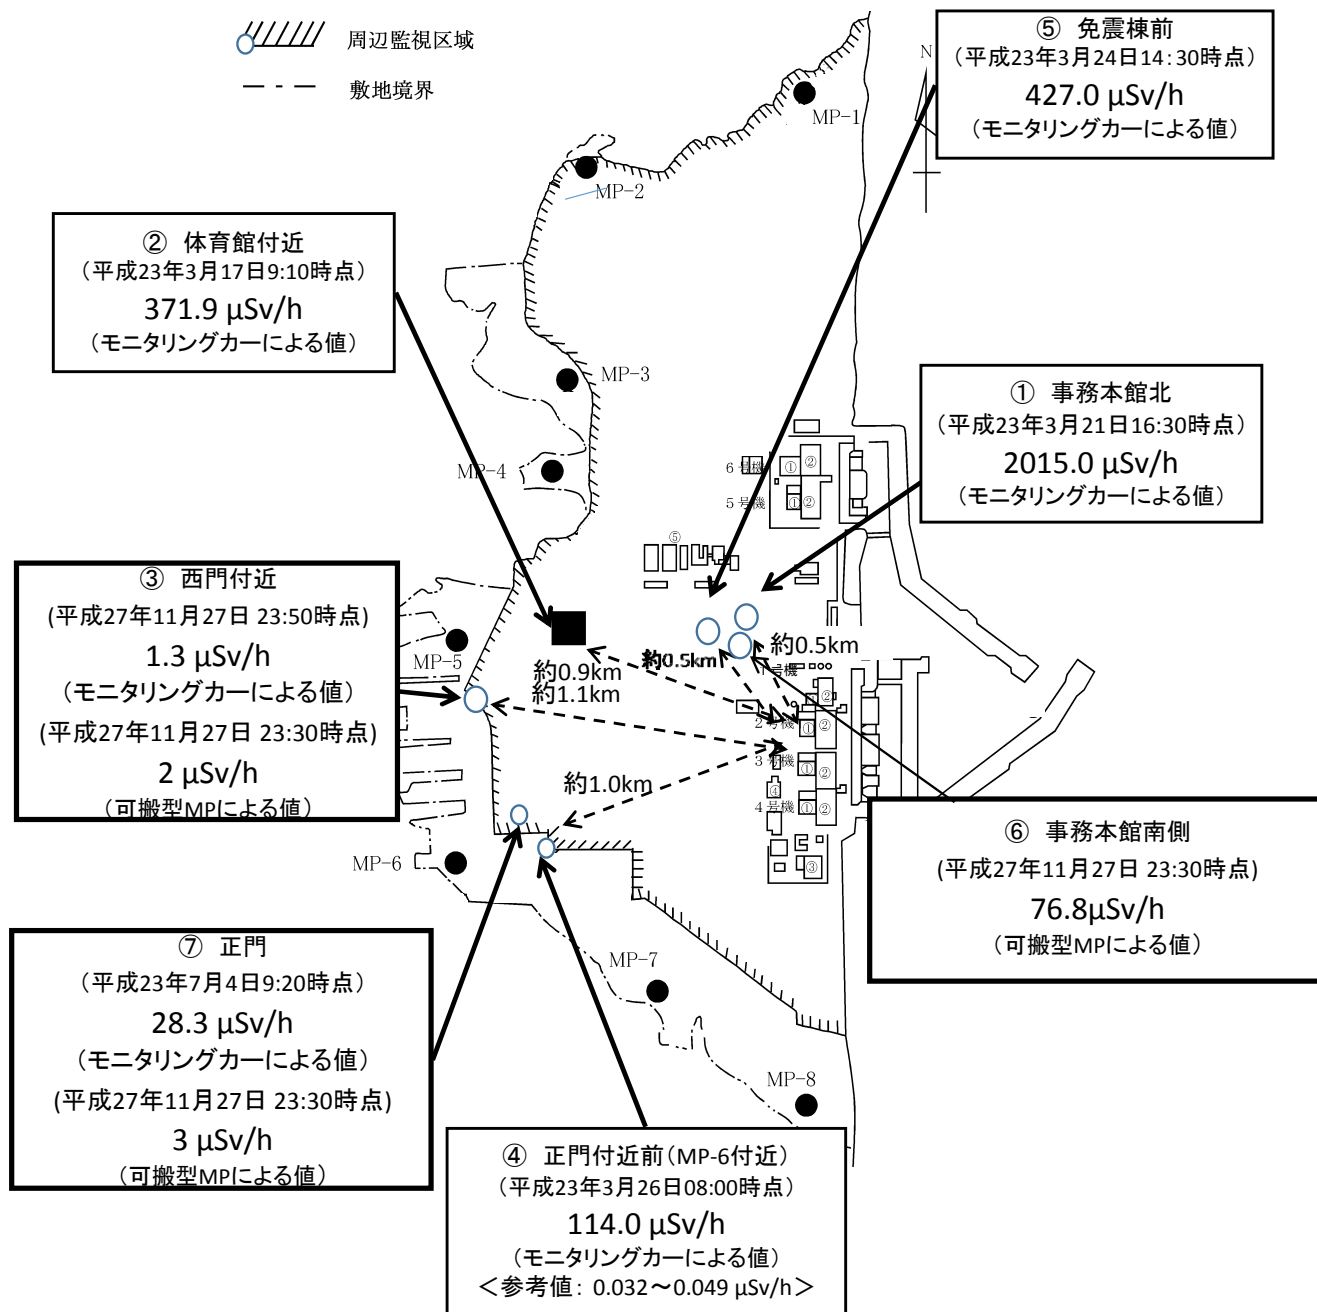 周辺監視区域
敷地境界
⑤ 免震棟前
（平成23年3月24日14:30時点）
427.0 μSv/h
（モニタリングカーによる値）
N
MP-1
MP-2
② 体育館付近
（平成23年3月17日9:10時点）
371.9 μSv/h
（モニタリングカーによる値）
MP-3
① 事務本館北
（平成23年3月21日16:30時点）
2015.0 μSv/h
（モニタリングカーによる値）
MP-4
6号機
①
②
5号機
①
②
⑤
③ 西門付近
(平成27年11月27日 23:50時点)
1.3 μSv/h
（モニタリングカーによる値）
(平成27年11月27日 23:30時点)
2 μSv/h
（可搬型MPによる値）
MP-5
約0.9km
約1.1km
約0.5km
約0.5km
1号機
②
2号機
①
②
3号機
①
②
④
4号機
①
②
③
約1.0km
MP-6
⑥ 事務本館南側
(平成27年11月27日 23:30時点)
76.8μSv/h
（可搬型MPによる値）
⑦ 正門
（平成23年7月4日9:20時点）
28.3 μSv/h
（モニタリングカーによる値）
(平成27年11月27日 23:30時点)
3 μSv/h
（可搬型MPによる値）
MP-7
MP-8
④ 正門付近前（MP-6付近）
（平成23年3月26日08:00時点）
114.0 μSv/h
（モニタリングカーによる値）
＜参考値： 0.032～0.049 μSv/h＞